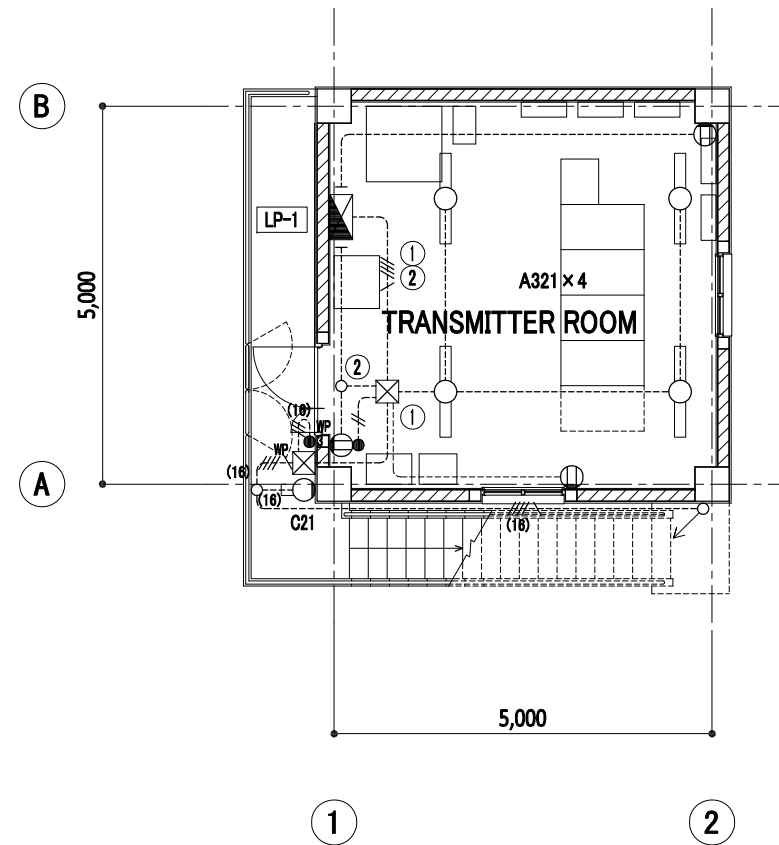 B
LP-1
1
2
A321×4
5,000
TRANSMITTER ROOM
2
(16)
1
WP
3
WP
(16)
A
(16)
C21
(16)
5,000
1
2